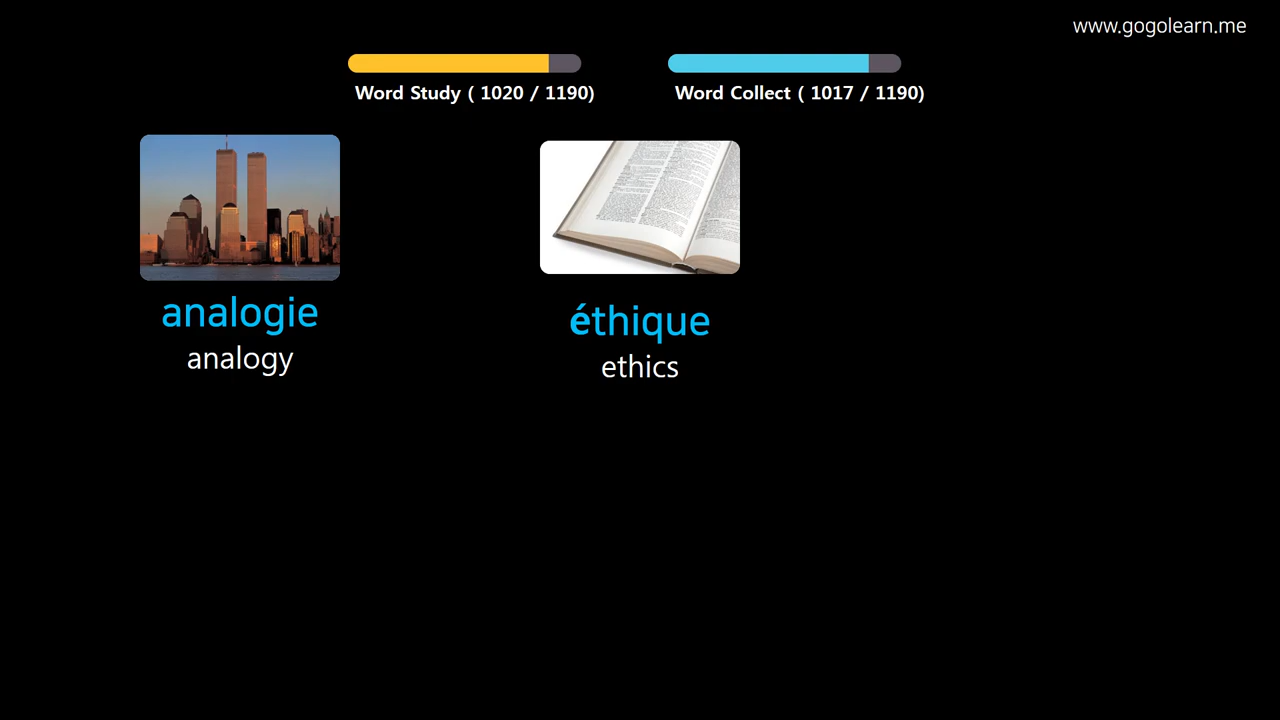 www.gogolearn.me
Word Study ( 1020 / 1190)
Word Collect ( 1017 / 1190)
analogie
analogy
éthique
ethics